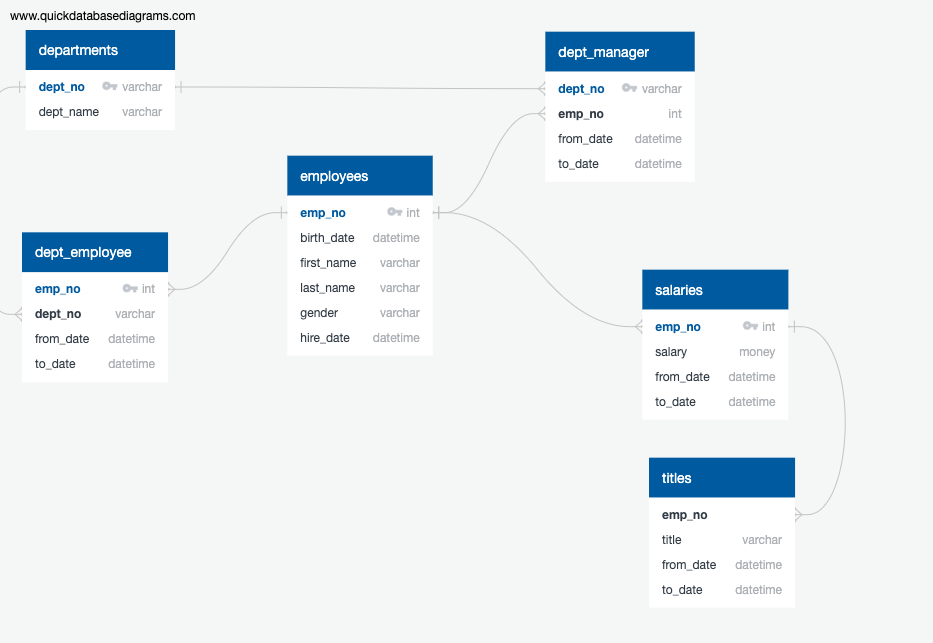 www.quickdatabasediagrams.com
departments
dept_no varchar
dept_name varchar
dept_manager
dept_no varchar
emp_no int
from_date datetime
to_date datetime
employees
emp_no int
birth_date datetime
first_name varchar
last_name varchar
gender varchar
hire_date datetime
dept_employee
emp_no int
dept_no varchar
from_date datetime
to_date datetime
salaries
emp_no int
salary money
from_date datetime
to_date datetime
titles
emp_no
title varchar
from_date datetime
to_date datetime